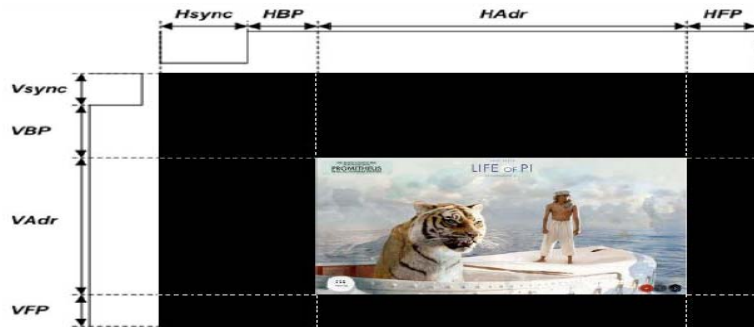 Hsync HBP HAdr HFP
Vsync
VBP
VAdr
VFP
PROMETHEUS
LIFE OF PI